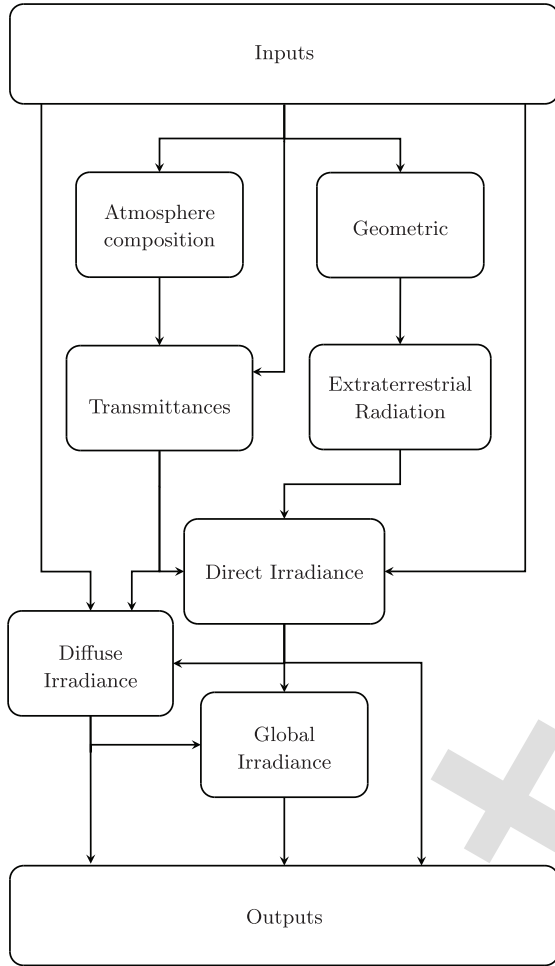 Inputs
Atmosphere
composition
Geometric
Transmittances
Extraterrestrial
Radiation
Direct Irradiance
Diffuse
Irradiance
Global
Irradiance
Outputs